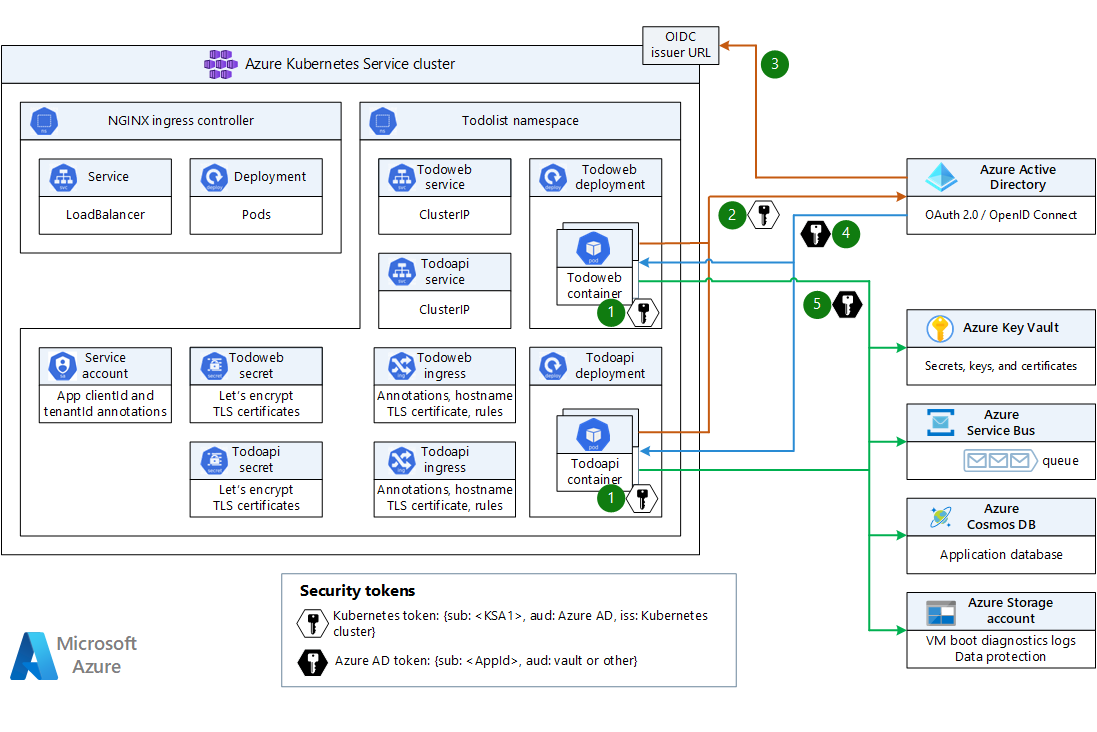 OIDC
issuer URL
Azure Kubernetes Service cluster
3
NGINX ingress controller
Todolist namespace
Service
LoadBalancer
Deployment
Pods
Todoweb
service
ClusterIP
Todoweb
deployment
Azure Active
Directory
OAuth 2.0 / OpenID Connect
2
4
Todoapi
service
ClusterIP
Todoweb
container
1
5
Azure Key Vault
Secrets, keys, and certificates
Service
account
App clientId and
tenantId annotations
Todoweb
secret
Let's encrypt
TLS certificates
Todoweb
ingress
Annotations, hostname
TLS certificate, rules
Todoapi
deployment
Azure
Service Bus
queue
Todoapi
secret
Let's encrypt
TLS certificates
Todoapi
ingress
Annotations, hostname
TLS certificate, rules
Todoapi
container
1
Azure
Cosmos DB
Application database
Azure Storage
account
VM boot diagnostics logs
Data protection
Security tokens
Kubernetes token: {sub: <KSA1>, aud: Azure AD, iss: Kubernetes
cluster}
Azure AD token: {sub: <AppId>, aud: vault or other}
Microsoft
Azure